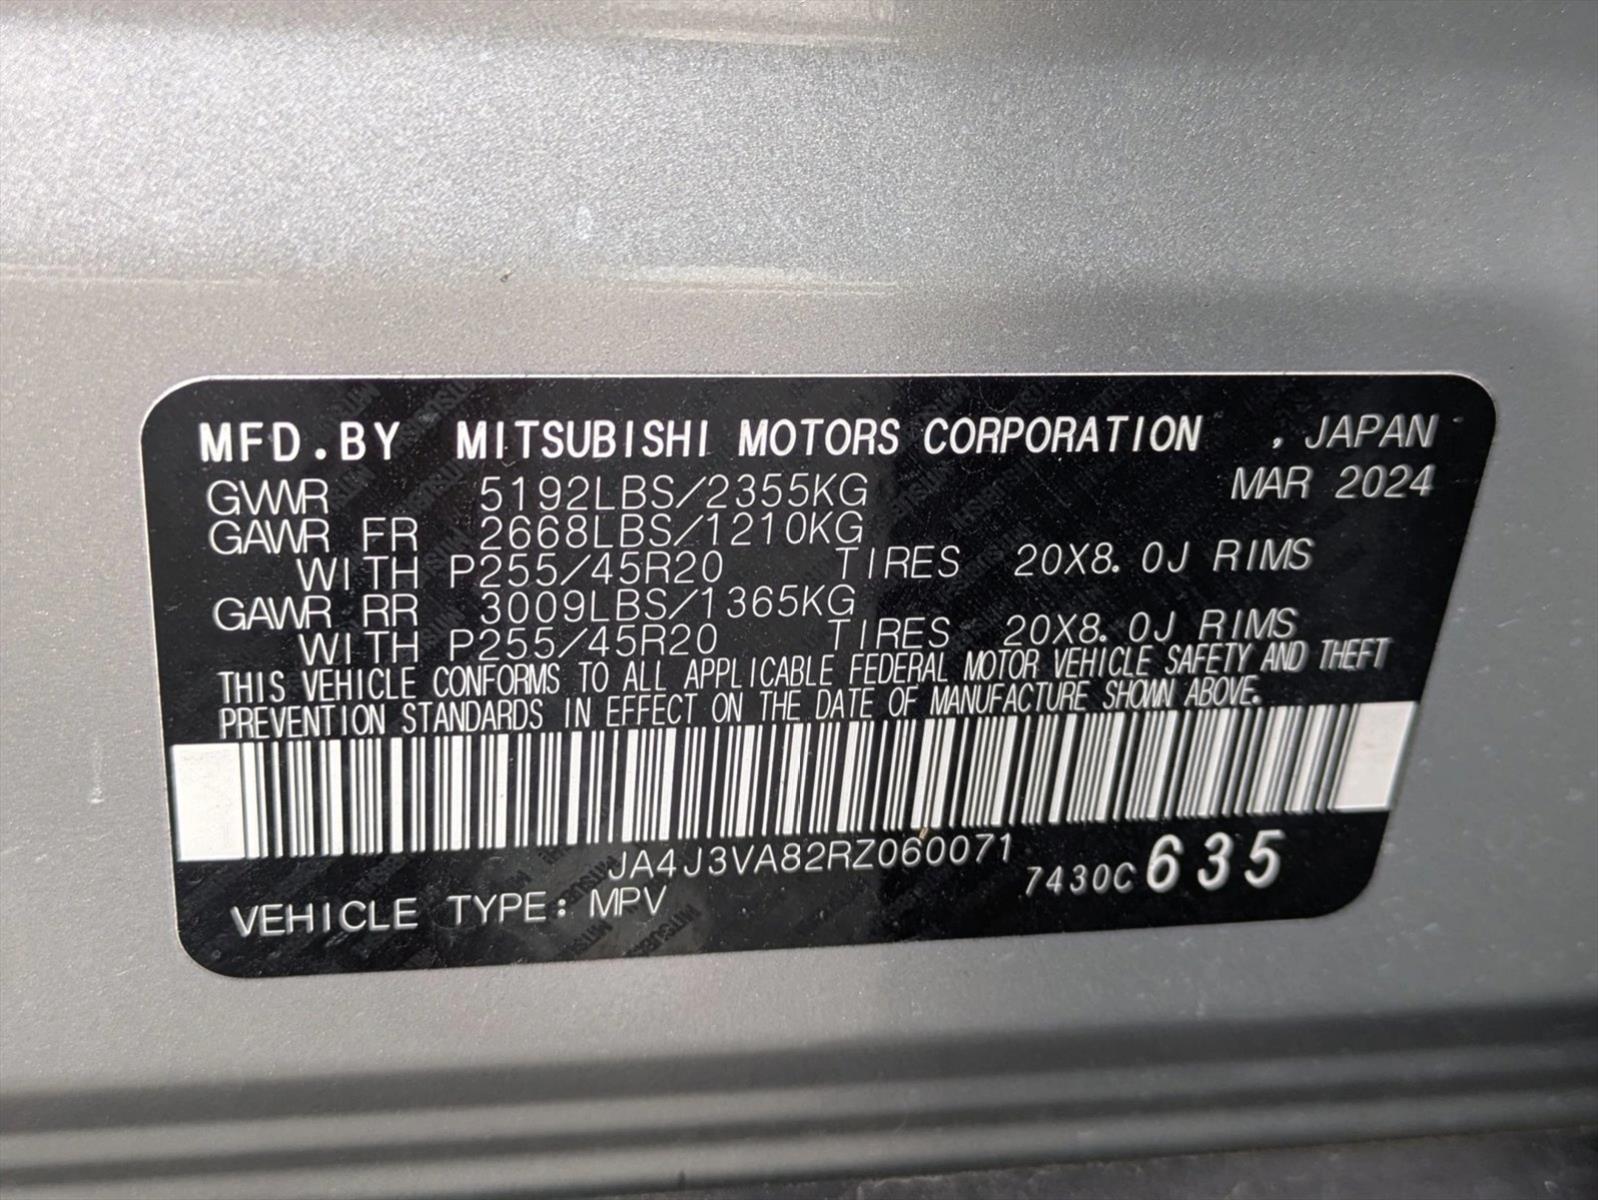 MFD.BY MITSUBISHI MOTORS CORPORATION , JAPAN
GVWR 5192LBS/2355KG MAR 2024
GAWR FR 2668LBS/1210KG
WITH P255/45R20 TIRES 20X8.0J RIMS
GAWR RR 3009LBS/1365KG
WITH P255/45R20 TIRES 20X8.0J RIMS
THIS VEHICLE CONFORMS TO ALL APPLICABLE FEDERAL MOTOR VEHICLE SAFETY AND THEFT
PREVENTION STANDARDS IN EFFECT ON THE DATE OF MANUFACTURE SHOWN ABOVE.
JA4J3VA82RZ060071
7430C 635
VEHICLE TYPE: MPV